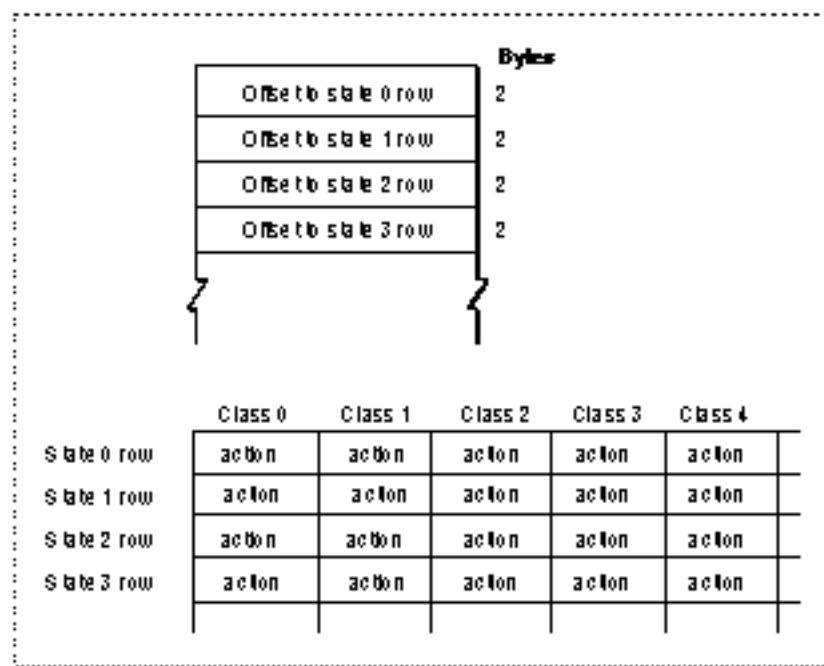 Bytes
Offset to state 0 row 2
Offset to state 1 row 2
Offset to state 2 row 2
Offset to state 3 row 2
Class 0 Class 1 Class 2 Class 3 Class 4
State 0 row action action action action action
State 1 row action action action action action
State 2 row action action action action action
State 3 row action action action action action